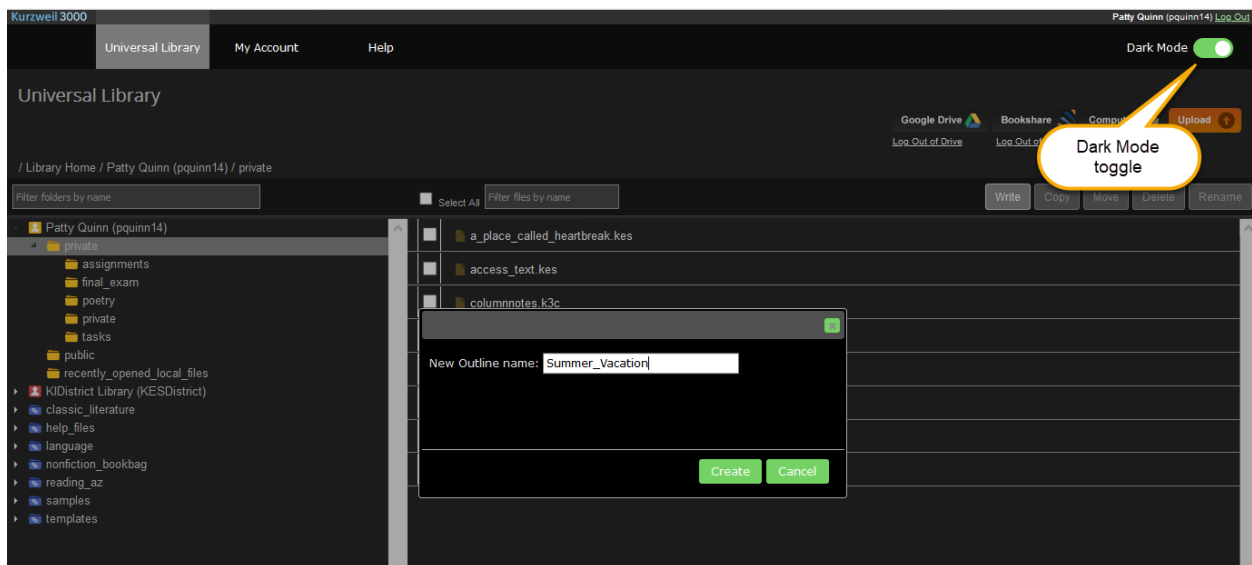 Kurzweil 3000
Patty Quinn (pquinn14) Log Out
Universal Library My Account Help
Dark Mode
Universal Library
Google Drive Bookshare Upload
Log Out of Drive Log Out
Dark Mode
toggle
/ Library Home / Patty Quinn (pquinn14) / private
Filter folders by name
Select All Filter files by name
Write Copy Move Delete Rename
Patty Quinn (pquinn14)
private
assignments
final_exam
poetry
private
tasks
public
recently_opened_local_files
KIDistrict Library (KESDistrict)
classic_literature
help_files
language
nonfiction_bookbag
reading_az
samples
templates
a_place_called_heartbreak.kes
access_text.kes
columnnotes.k3c
New Outline name: Summer_Vacation
Create Cancel